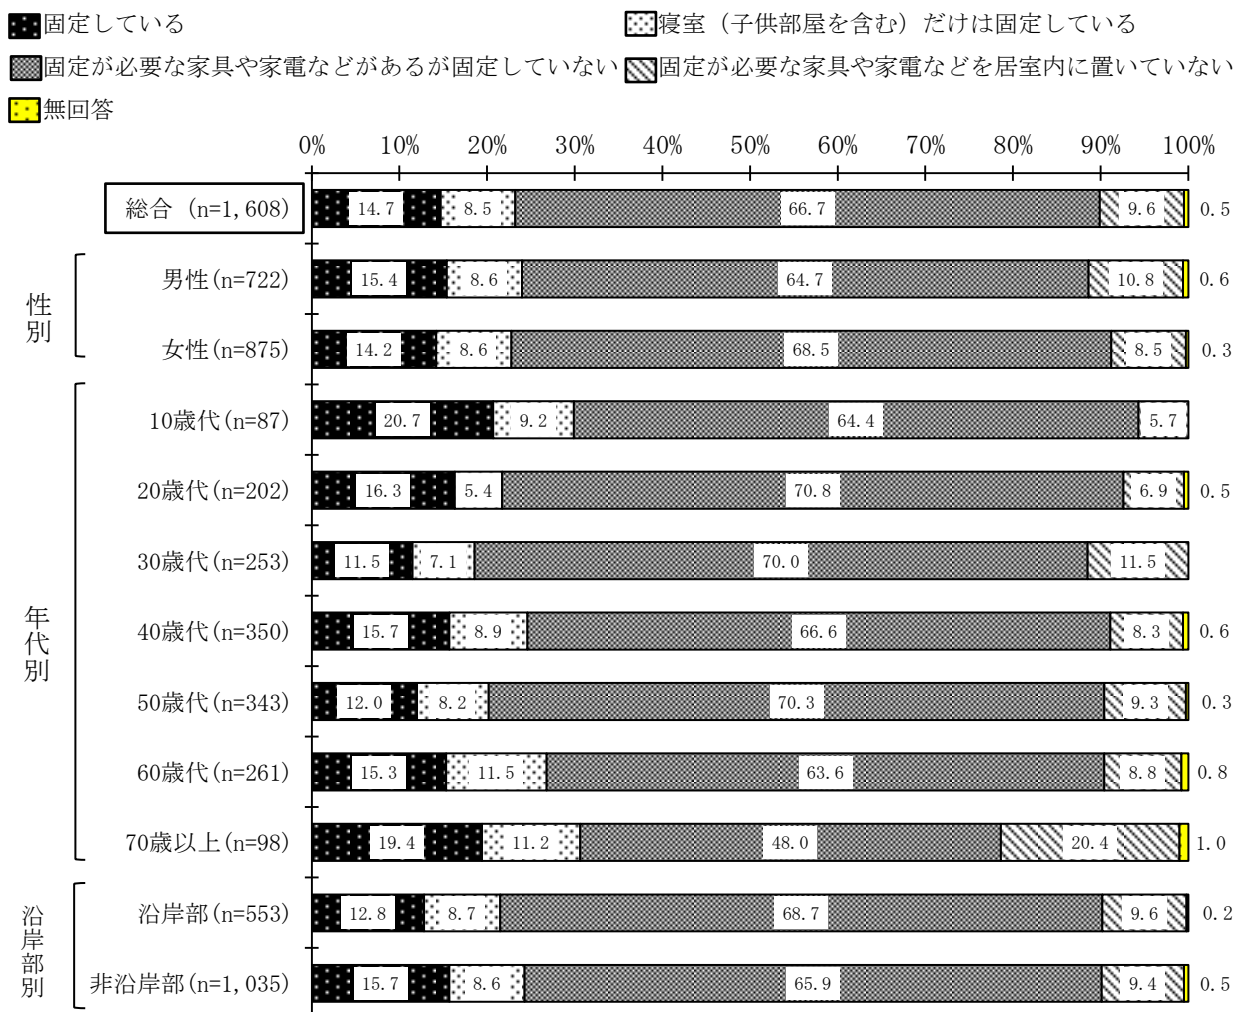 固定している
寝室（子供部屋を含む）だけは固定している
固定が必要な家具や家電などがあるが固定していない
固定が必要な家具や家電などを居室内に置いていない
無回答
0% 10% 20% 30% 40% 50% 60% 70% 80% 90% 100%
総合 (n=1,608) 14.7 8.5 66.7 9.6 0.5
性別
男性(n=722) 15.4 8.6 64.7 10.8 0.6
女性(n=875) 14.2 8.6 68.5 8.5 0.3
年代別
10歳代(n=87) 20.7 9.2 64.4 5.7
20歳代(n=202) 16.3 5.4 70.8 6.9 0.5
30歳代(n=253) 11.5 7.1 70.0 11.5
40歳代(n=350) 15.7 8.9 66.6 8.3 0.6
50歳代(n=343) 12.0 8.2 70.3 9.3 0.3
60歳代(n=261) 15.3 11.5 63.6 8.8 0.8
70歳以上(n=98) 19.4 11.2 48.0 20.4 1.0
沿岸部別
沿岸部(n=553) 12.8 8.7 68.7 9.6 0.2
非沿岸部(n=1,035) 15.7 8.6 65.9 9.4 0.5